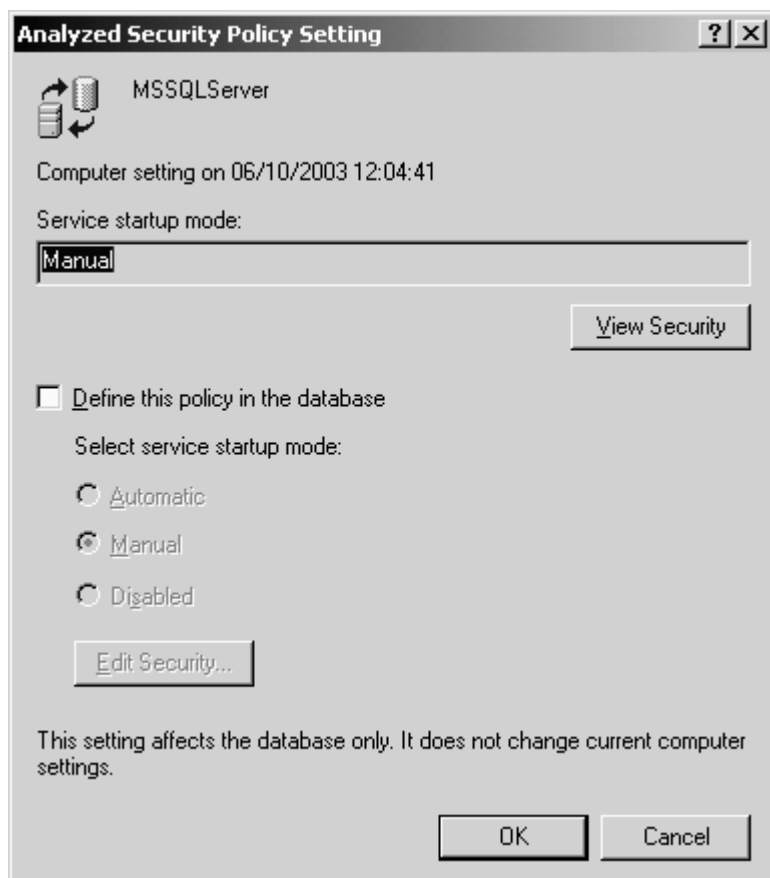 Analyzed Security Policy Setting
MSSQLServer
Computer setting on 06/10/2003 12:04:41
Service startup mode:
Manual
View Security
Define this policy in the database
Select service startup mode:
Automatic
Manual
Disabled
Edit Security...
This setting affects the database only. It does not change current computer
settings.
OK Cancel